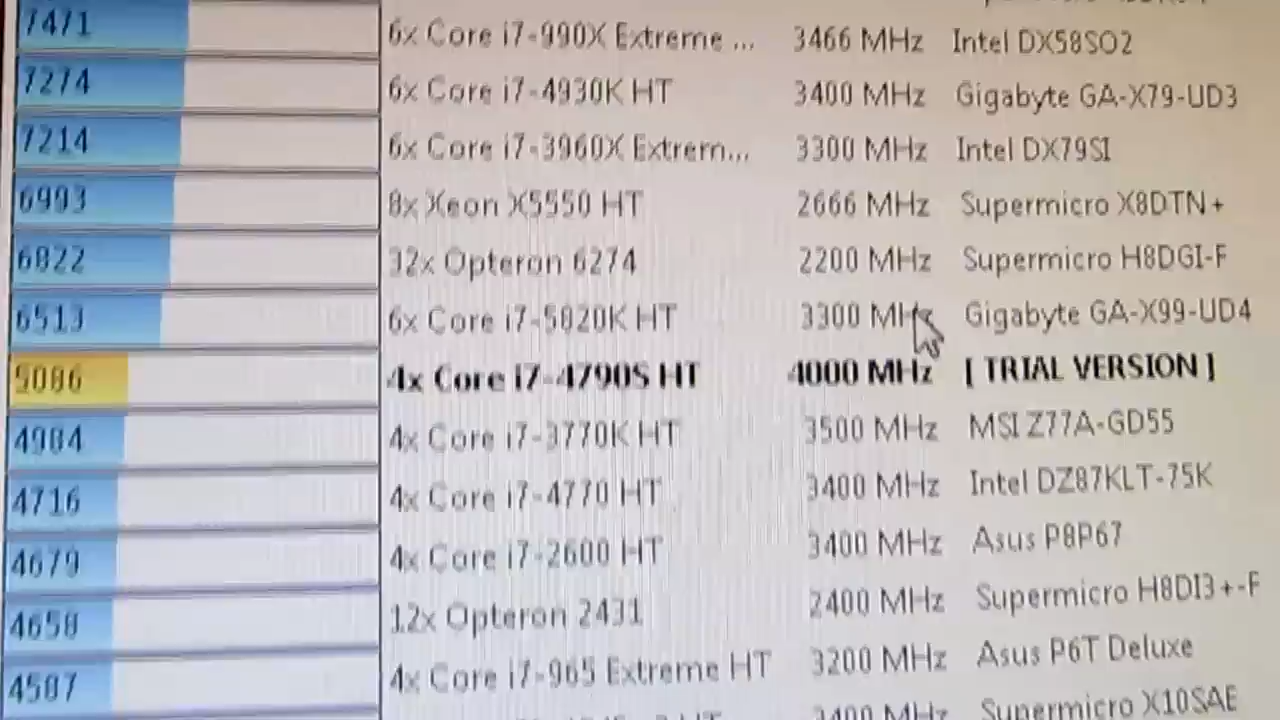 7471 6x Core i7-990X Extreme ... 3466 MHz Intel DX58SO2
7274 6x Core i7-4930K HT 3400 MHz Gigabyte GA-X79-UD3
7214 6x Core i7-3960X Extrem... 3300 MHz Intel DX79SI
6993 8x Xeon X5550 HT 2666 MHz Supermicro X8DTN+
6822 32x Opteron 6274 2200 MHz Supermicro H8DGI-F
6513 6x Core i7-5820K HT 3300 MHz Gigabyte GA-X99-UD4
5086 4x Core i7-4790S HT 4000 MHz [ TRIAL VERSION ]
4984 4x Core i7-3770K HT 3500 MHz MSI Z77A-GD55
4716 4x Core i7-4770 HT 3400 MHz Intel DZ87KLT-75K
4679 4x Core i7-2600 HT 3400 MHz Asus P8P67
4658 12x Opteron 2431 2400 MHz Supermicro H8DI3+-F
4587 4x Core i7-965 Extreme HT 3200 MHz Asus P6T Deluxe
3400 MHz Supermicro X10SAE